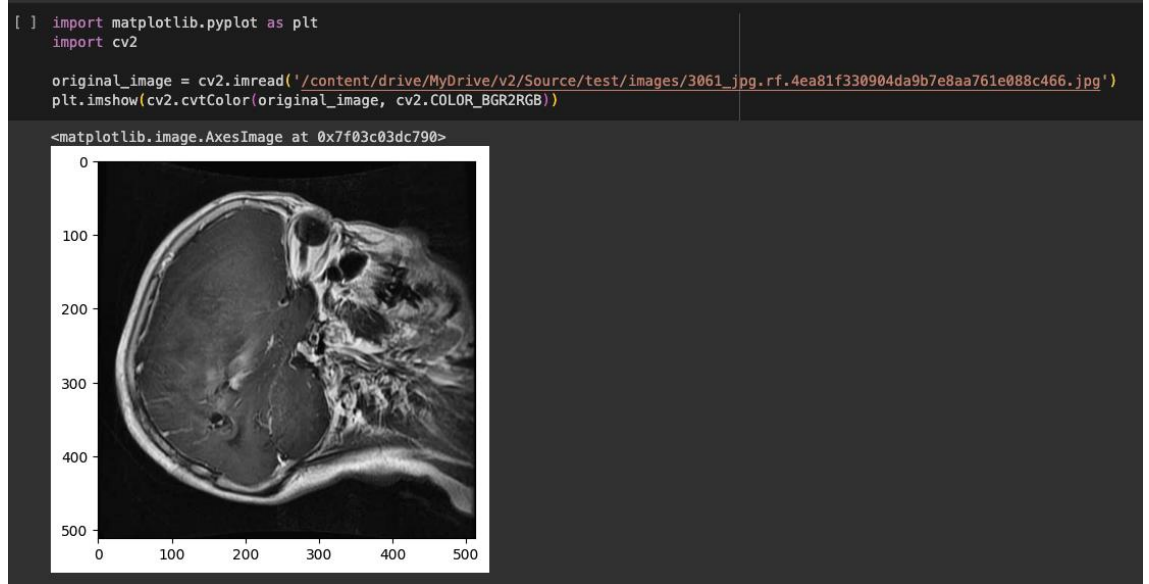 [ ] import matplotlib.pyplot as plt
import cv2
original_image = cv2.imread('/content/drive/MyDrive/v2/Source/test/images/3061_jpg.rf.4ea81f330904da9b7e8aa761e088c466.jpg')
plt.imshow(cv2.cvtColor(original_image, cv2.COLOR_BGR2RGB))
<matplotlib.image.AxesImage at 0x7f03c03dc790>
0
100
200
300
400
500
0 100 200 300 400 500